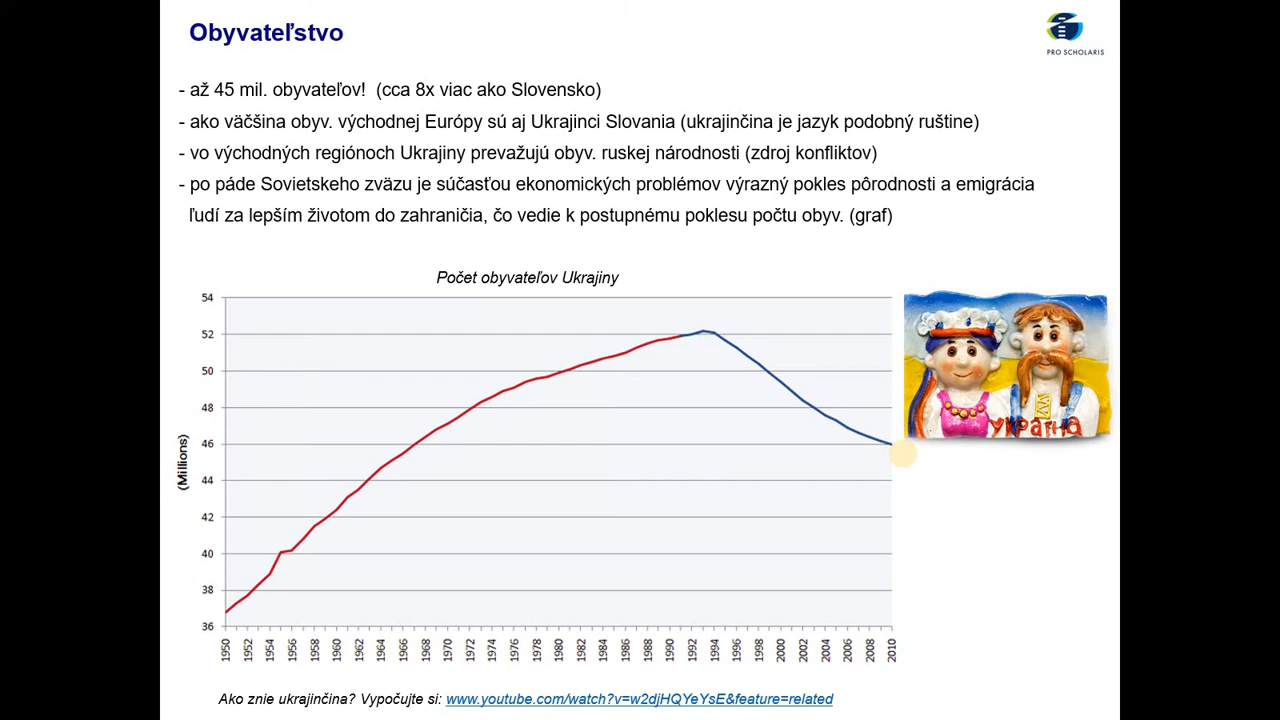 Obyvateľstvo
PRO SCHOLARIS
- až 45 mil. obyvateľov!  (cca 8x viac ako Slovensko)
- ako väčšina obyv. východnej Európy sú aj Ukrajinci Slovania (ukrajinčina je jazyk podobný ruštine)
- vo východných regiónoch Ukrajiny prevažujú obyv. ruskej národnosti (zdroj konfliktov)
- po páde Sovietskeho zväzu je súčasťou ekonomických problémov výrazný pokles pôrodnosti a emigrácia
ľudí za lepším životom do zahraničia, čo vedie k postupnému poklesu počtu obyv. (graf)
Počet obyvateľov Ukrajiny
(Millions)
54
52
50
48
46
44
42
40
38
36
1950 1952 1954 1956 1958 1960 1962 1964 1966 1968 1970 1972 1974 1976 1978 1980 1982 1984 1986 1988 1990 1992 1994 1996 1998 2000 2002 2004 2006 2008 2010
україна
Ako znie ukrajinčina? Vypočujte si: www.youtube.com/watch?v=w2djHQYeYsE&feature=related